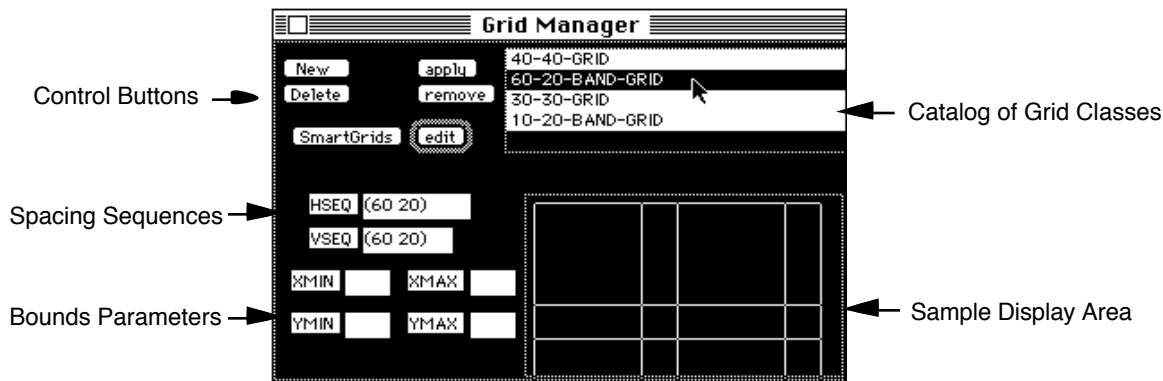 Grid Manager
New
apply
Delete
remove
SmartGrids
edit
40-40-GRID
60-20-BAND-GRID
30-30-GRID
10-20-BAND-GRID
Control Buttons
Catalog of Grid Classes
Spacing Sequences
HSEQ (60 20)
VSEQ (60 20)
XMIN
XMAX
Bounds Parameters
YMIN
YMAX
Sample Display Area